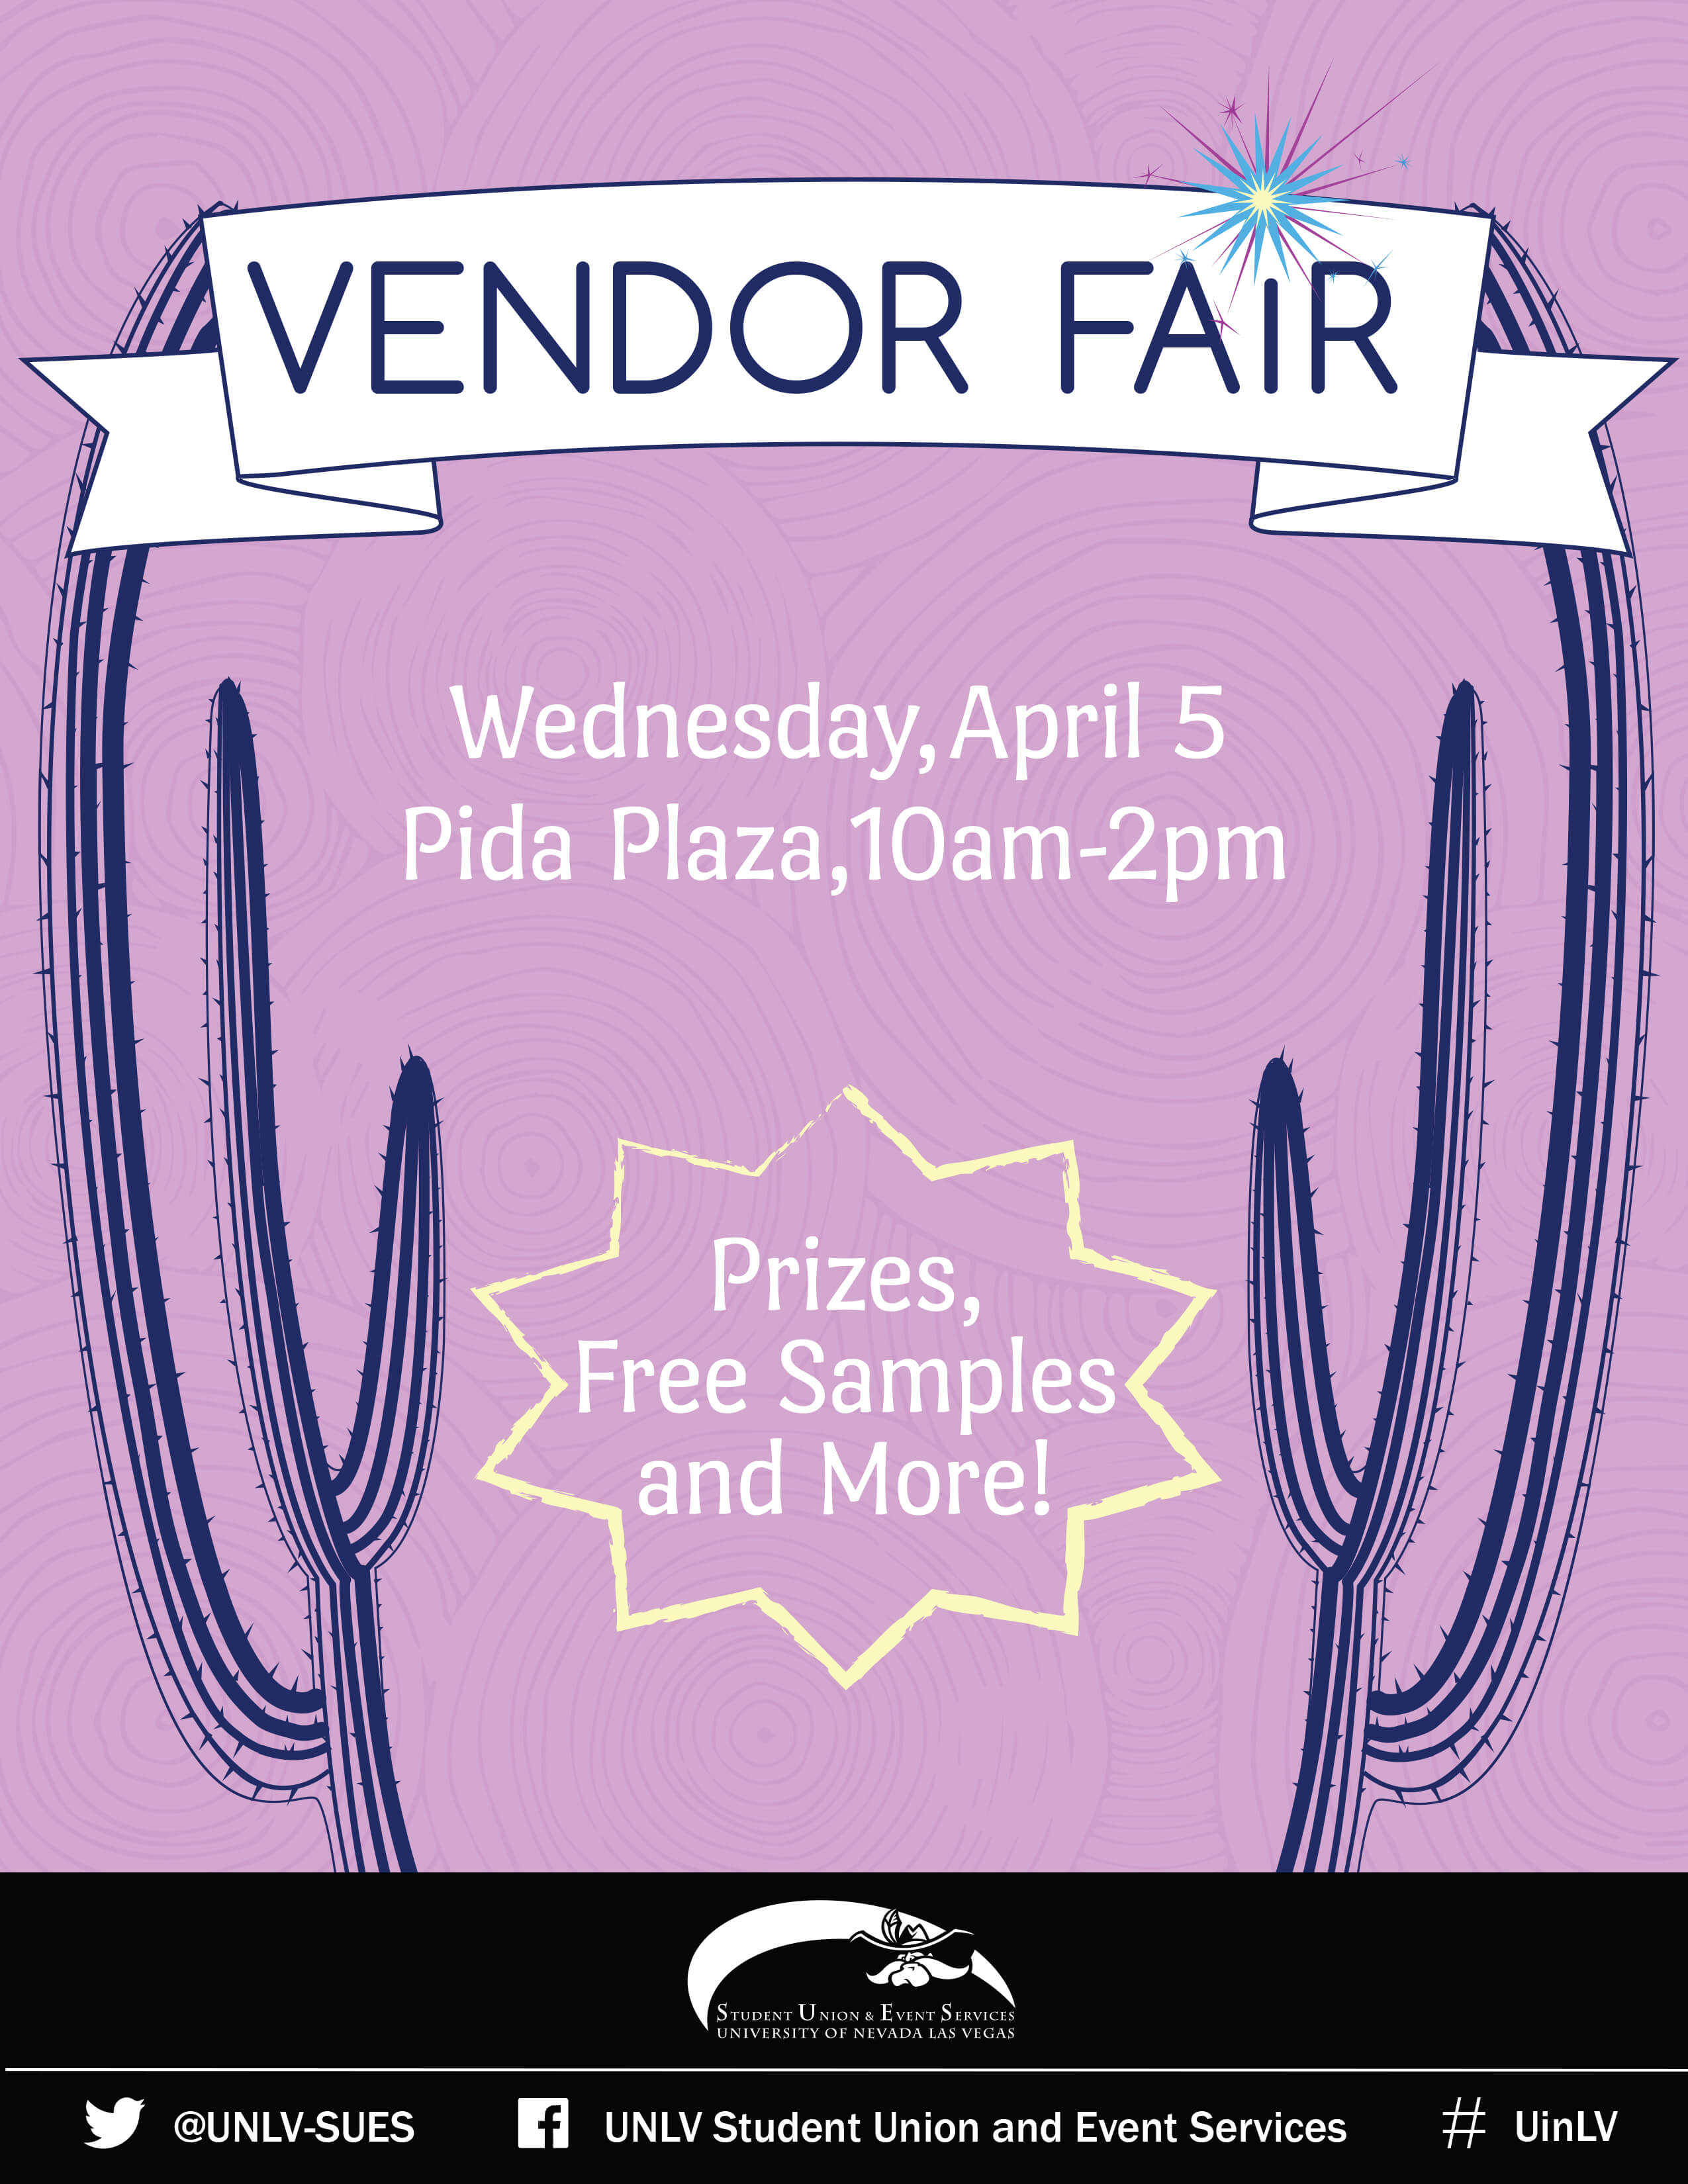 VENDOR FAiR
Wednesday, April 5
Pida Plaza, 10am-2pm
Prizes,
Free Samples
and More!
STUDENT UNION & EVENT SERVICES
UNIVERSITY OF NEVADA LAS VEGAS
@UNLV-SUES
UNLV Student Union and Event Services
# UinLV